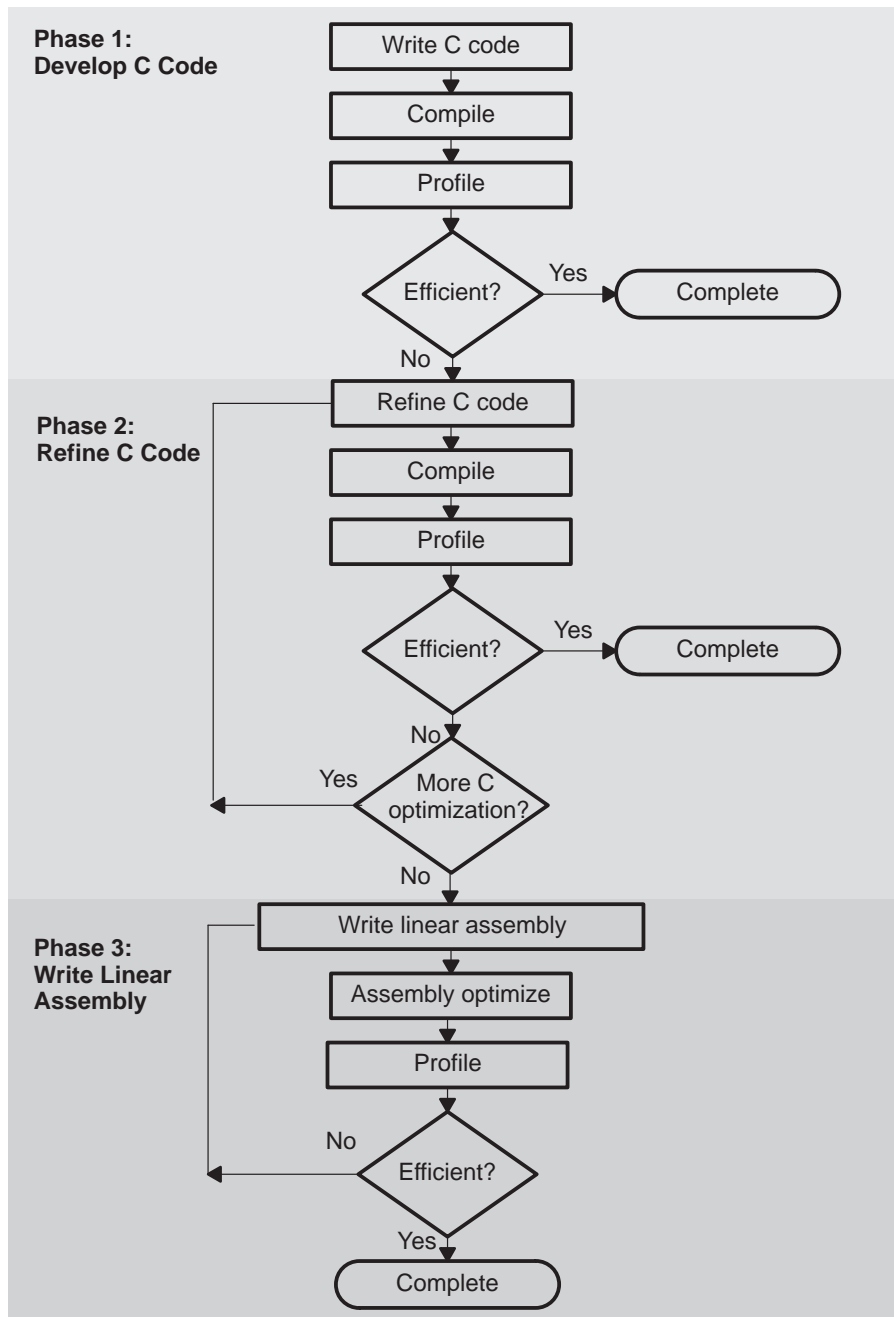 Phase 1:
Develop C Code
Write C code
Compile
Profile
Efficient?
Yes
Complete
No
Phase 2:
Refine C Code
Refine C code
Compile
Profile
Efficient?
Yes
Complete
No
More C
optimization?
Yes
No
Phase 3:
Write Linear
Assembly
Write linear assembly
Assembly optimize
Profile
Efficient?
No
Yes
Complete